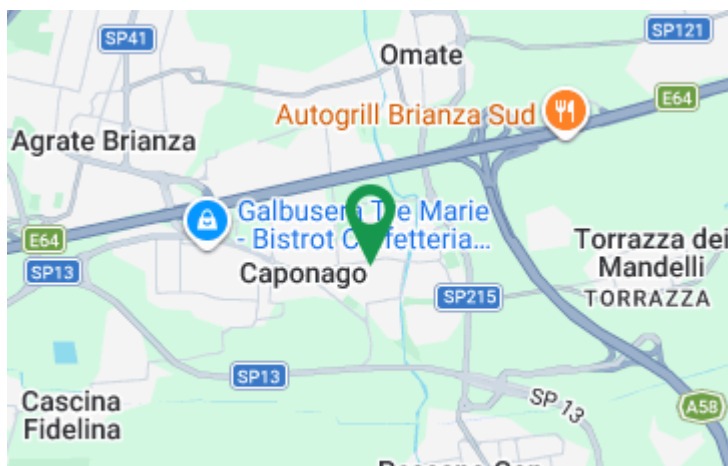 SP41
SP121
Omate
E64
Autogrill Brianza Sud
Agrate Brianza
Galbusera Tre Marie
- Bistrot Caffetteria...
E64
Torrazza dei
Mandelli
SP13
Caponago
SP215
TORRAZZA
SP13
SP 13
Cascina
Fidelina
A58